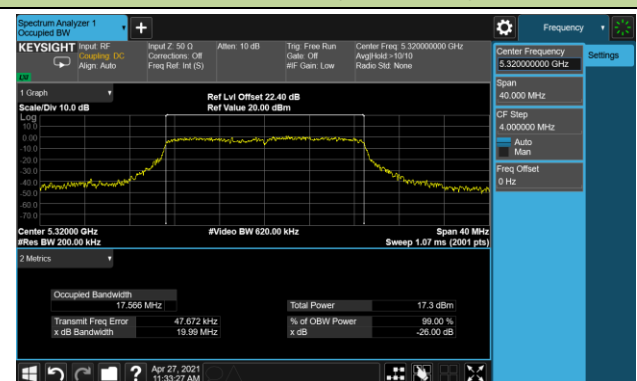 Spectrum Analyzer 1
Occupied BW
+
Frequency
KEYSIGHT
Input: RF
Coupling: DC
Align: Auto
Input Z: 50 Ω
Corrections: Off
Freq Ref: Int (S)
Atten: 10 dB
Trig: Free Run
Gate: Off
#IF Gain: Low
Center Freq: 5.320000000 GHz
Avg|Hold:>10/10
Radio Std: None
Center Frequency
5.320000000 GHz
Settings
Span
40.000 MHz
CF Step
4.000000 MHz
Auto
Man
Freq Offset
0 Hz
1 Graph
Ref Lvl Offset 22.40 dB
Scale/Div 10.0 dB
Ref Value 20.00 dBm
Log
10.0
0.00
-10.0
-20.0
-30.0
-40.0
-50.0
-60.0
-70.0
Center 5.32000 GHz
#Video BW 620.00 kHz
Span 40 MHz
#Res BW 200.00 kHz
Sweep 1.07 ms (2001 pts)
2 Metrics
Occupied Bandwidth
17.566 MHz
Total Power
17.3 dBm
Transmit Freq Error
47.672 kHz
% of OBW Power
99.00 %
x dB Bandwidth
19.99 MHz
x dB
-26.00 dB
?
Apr 27, 2021
11:33:27 AM